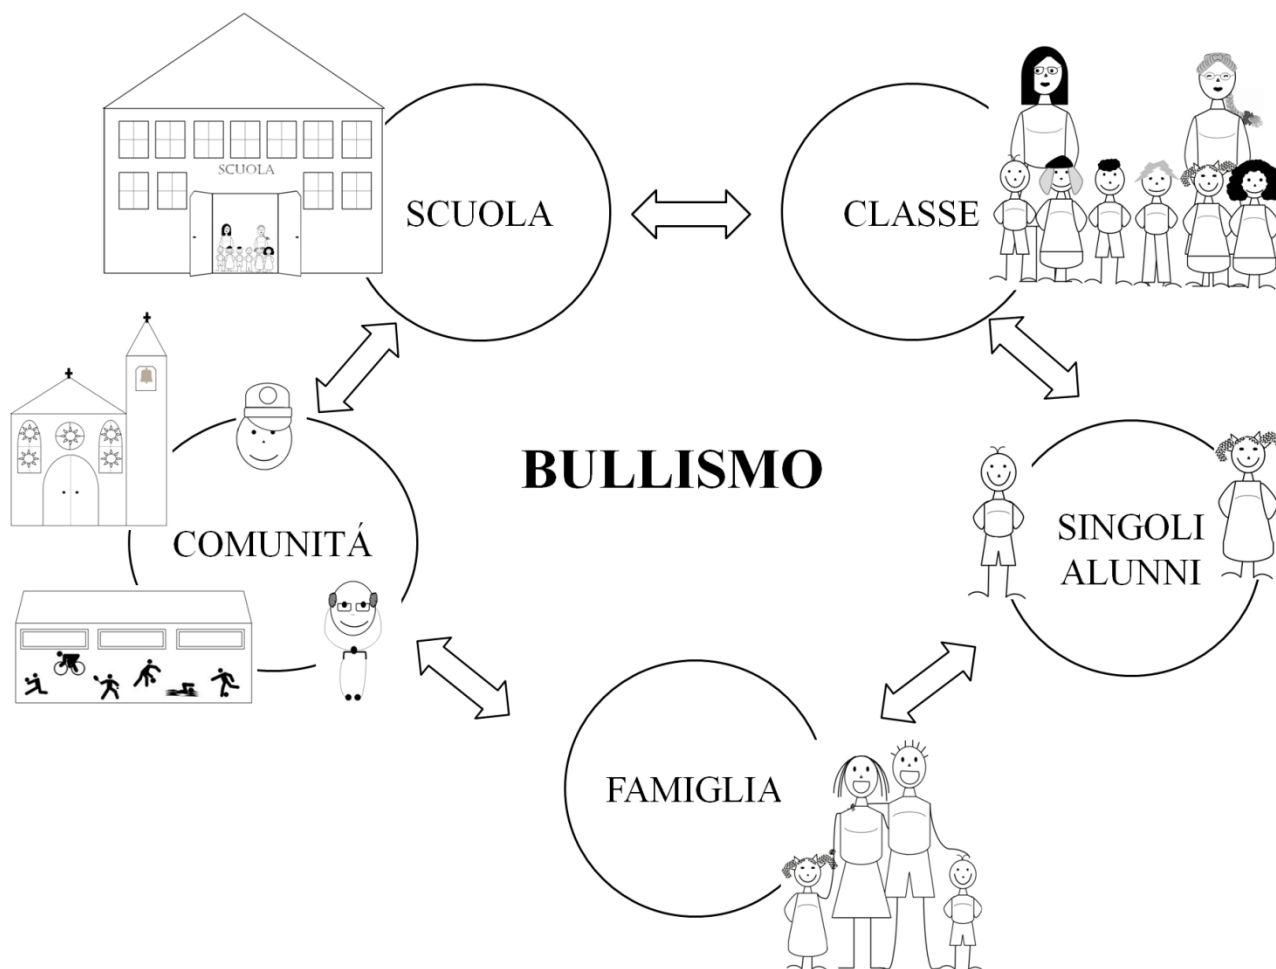 SCUOLA
SCUOLA
CLASSE
BULLISMO
COMUNITÁ
SINGOLI
ALUNNI
FAMIGLIA